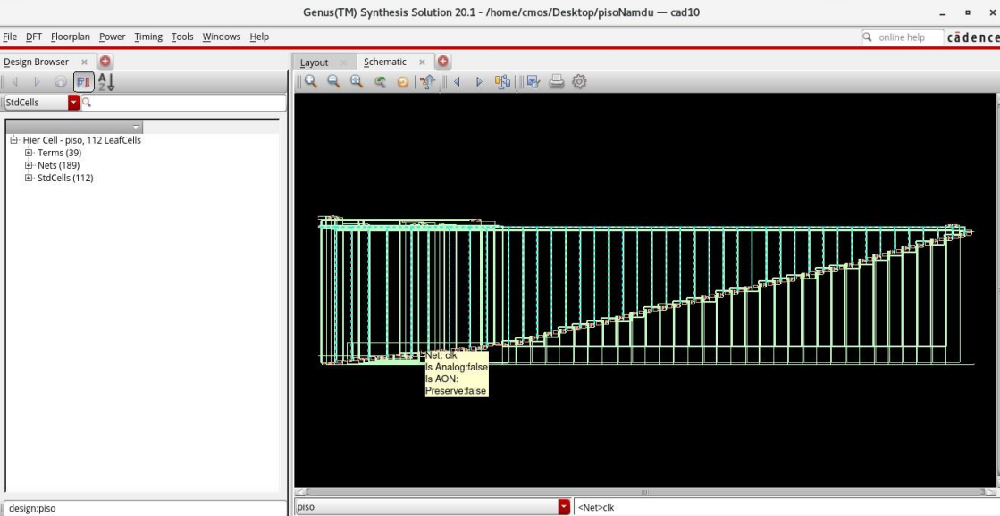 Genus(TM) Synthesis Solution 20.1 - /home/cmos/Desktop/pisoNamdu — cad10
File DFT Floorplan Power Timing Tools Windows Help
online help
cādence
Design Browser
Layout
Schematic
StdCells
Hier Cell - piso, 112 LeafCells
Terms (39)
Nets (189)
StdCells (112)
Net: clk
Is Analog:false
Is AON:
Preserve:false
design:piso
piso
<Net>clk